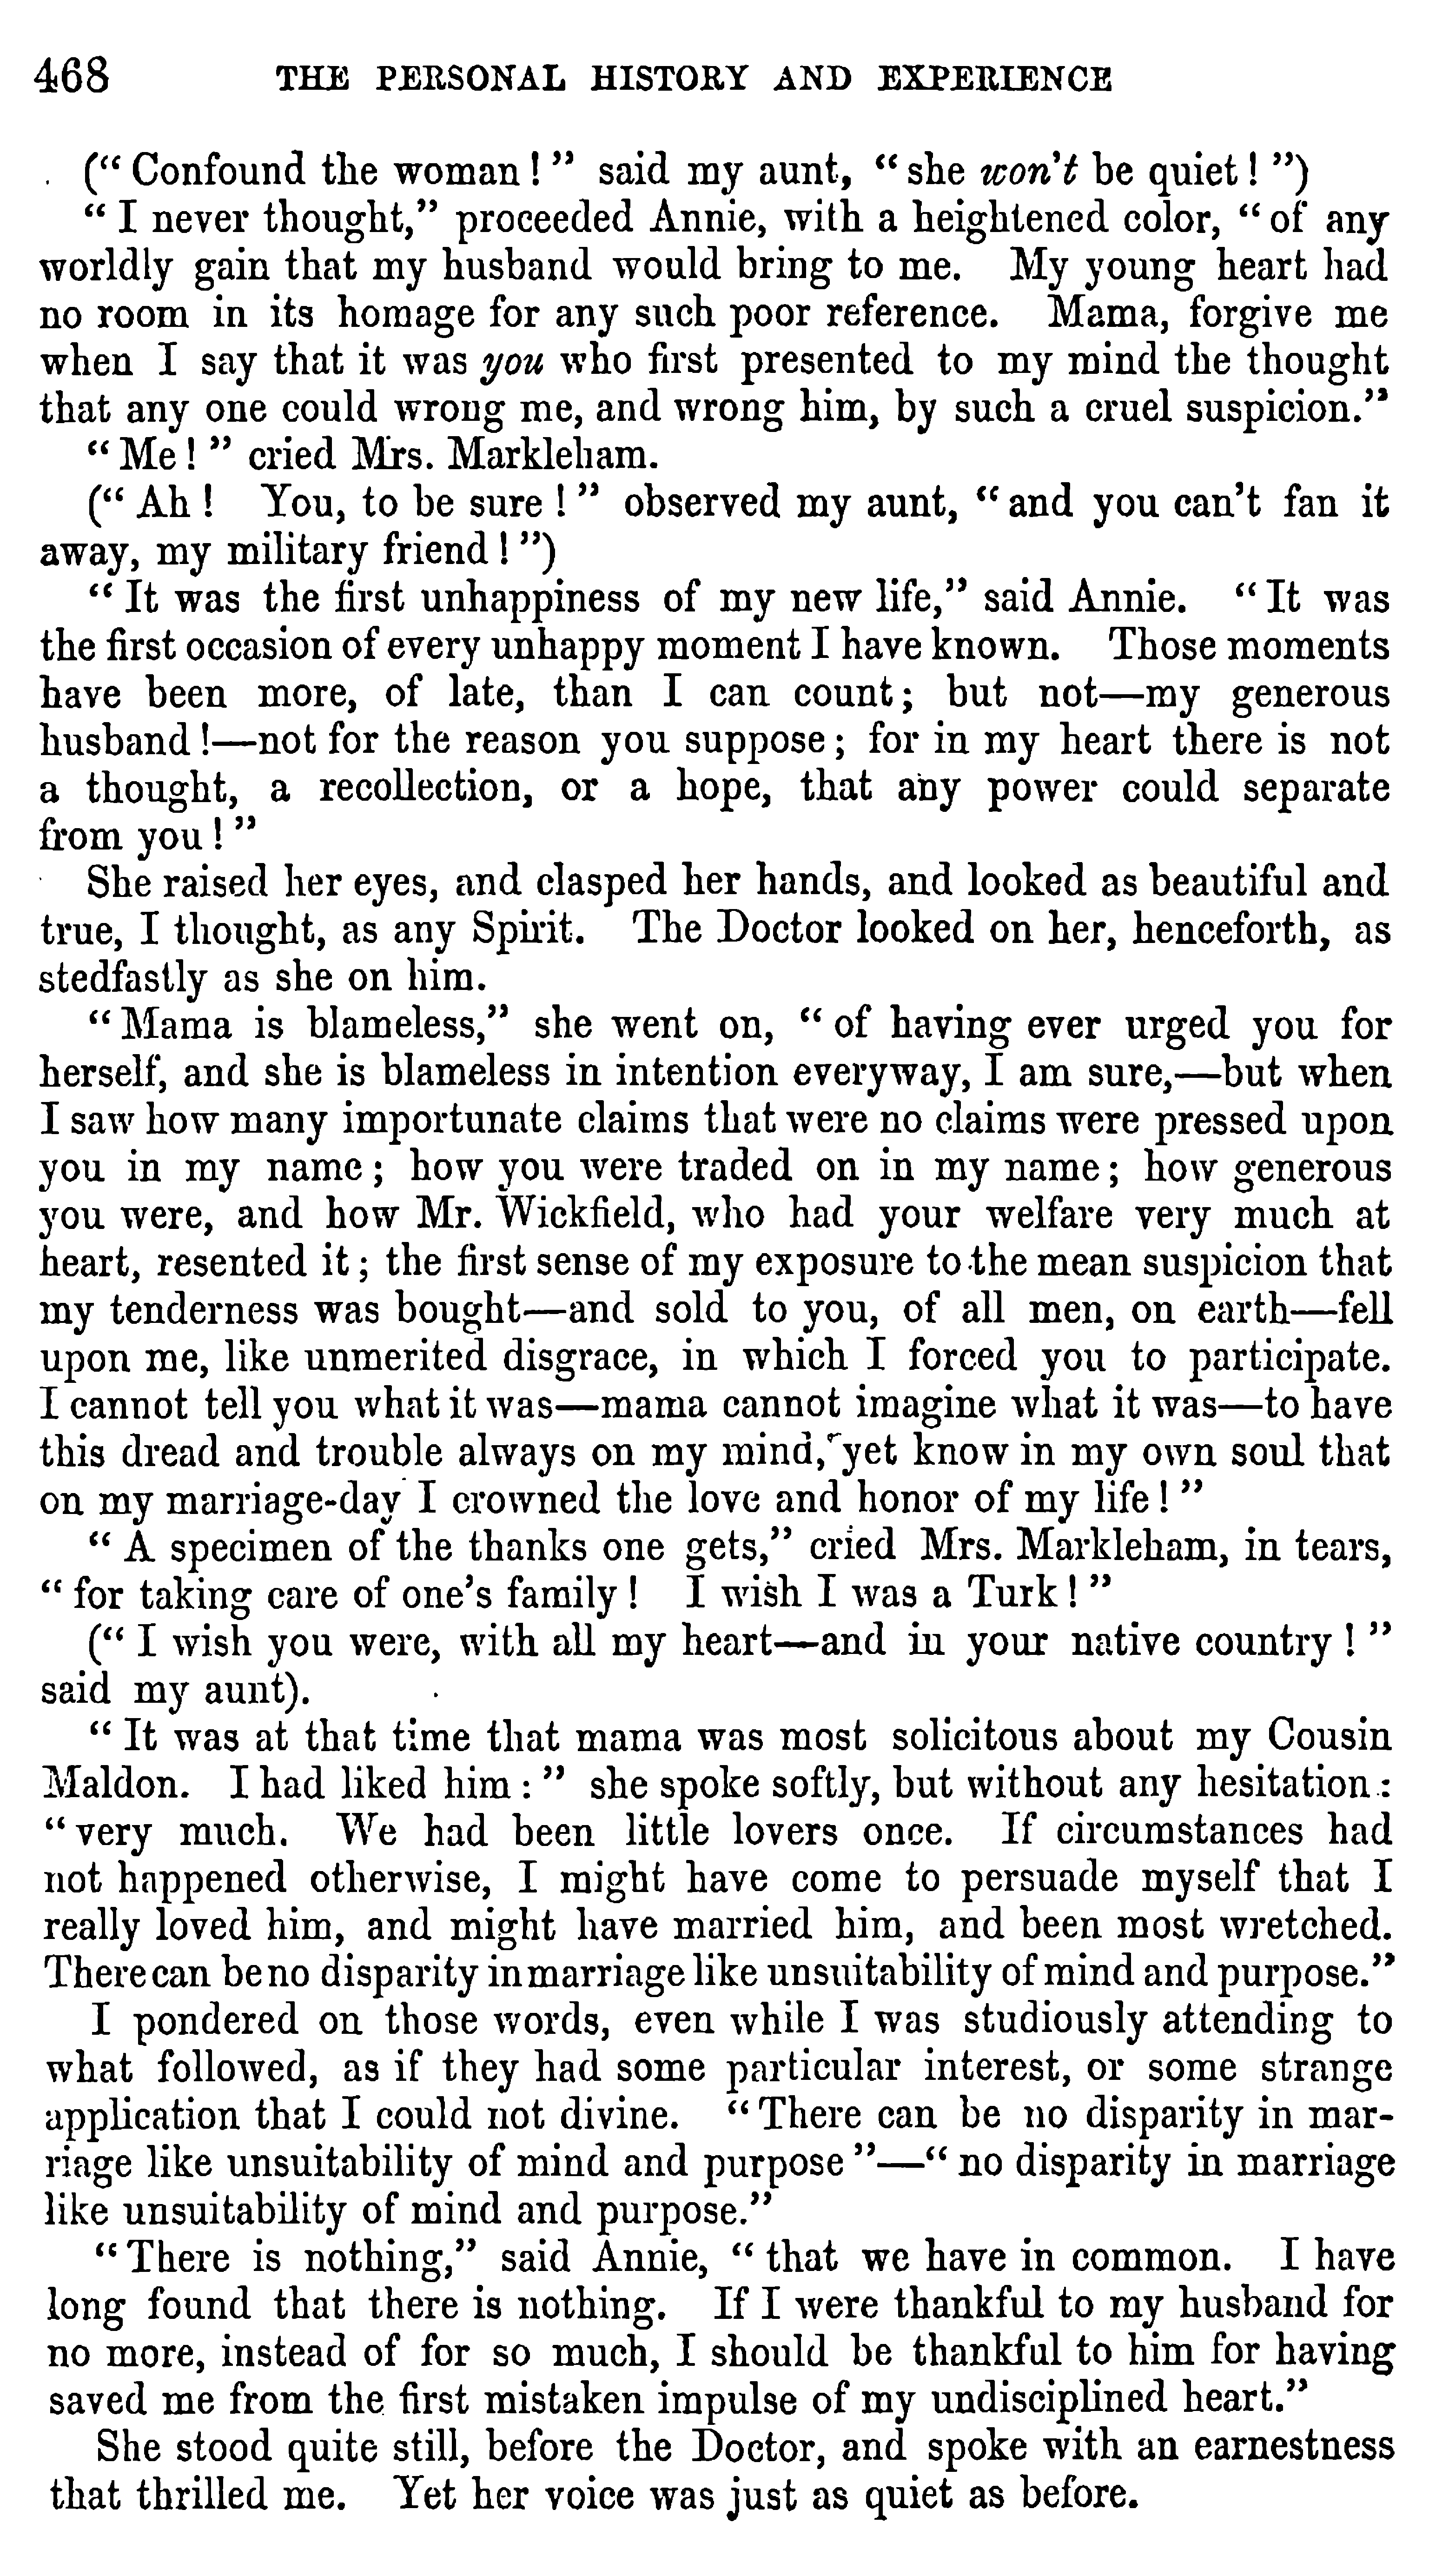 468 THE PERSONAL HISTORY AND EXPERIENCE
(“ Confound the woman ! ” said my aunt, “ she won't be quiet ! ”)
“ I never thought,” proceeded Annie, with a heightened color, “ of any
worldly gain that my husband would bring to me. My young heart had
no room in its homage for any such poor reference. Mama, forgive me
when I say that it was you who first presented to my mind the thought
that any one could wrong me, and wrong him, by such a cruel suspicion.”
“ Me ! ” cried Mrs. Markleham.
(“ Ah ! You, to be sure ! ” observed my aunt, “ and you can't fan it
away, my military friend ! ”)
“ It was the first unhappiness of my new life,” said Annie. “ It was
the first occasion of every unhappy moment I have known. Those moments
have been more, of late, than I can count ; but not—my generous
husband !—not for the reason you suppose ; for in my heart there is not
a thought, a recollection, or a hope, that any power could separate
from you ! ”
She raised her eyes, and clasped her hands, and looked as beautiful and
true, I thought, as any Spirit. The Doctor looked on her, henceforth, as
stedfastly as she on him.
“ Mama is blameless,” she went on, “ of having ever urged you for
herself, and she is blameless in intention everyway, I am sure,—but when
I saw how many importunate claims that were no claims were pressed upon
you in my name ; how you were traded on in my name ; how generous
you were, and how Mr. Wickfield, who had your welfare very much at
heart, resented it ; the first sense of my exposure to the mean suspicion that
my tenderness was bought—and sold to you, of all men, on earth—fell
upon me, like unmerited disgrace, in which I forced you to participate.
I cannot tell you what it was—mama cannot imagine what it was—to have
this dread and trouble always on my mind, yet know in my own soul that
on my marriage-day I crowned the love and honor of my life ! ”
“ A specimen of the thanks one gets,” cried Mrs. Markleham, in tears,
“ for taking care of one's family ! I wish I was a Turk ! ”
(“ I wish you were, with all my heart—and in your native country ! ”
said my aunt).
“ It was at that time that mama was most solicitous about my Cousin
Maldon. I had liked him : ” she spoke softly, but without any hesitation :
“ very much. We had been little lovers once. If circumstances had
not happened otherwise, I might have come to persuade myself that I
really loved him, and might have married him, and been most wretched.
There can be no disparity in marriage like unsuitability of mind and purpose.”
I pondered on those words, even while I was studiously attending to
what followed, as if they had some particular interest, or some strange
application that I could not divine. “ There can be no disparity in mar-
riage like unsuitability of mind and purpose ”—“ no disparity in marriage
like unsuitability of mind and purpose.”
“ There is nothing,” said Annie, “ that we have in common. I have
long found that there is nothing. If I were thankful to my husband for
no more, instead of for so much, I should be thankful to him for having
saved me from the first mistaken impulse of my undisciplined heart.”
She stood quite still, before the Doctor, and spoke with an earnestness
that thrilled me. Yet her voice was just as quiet as before.